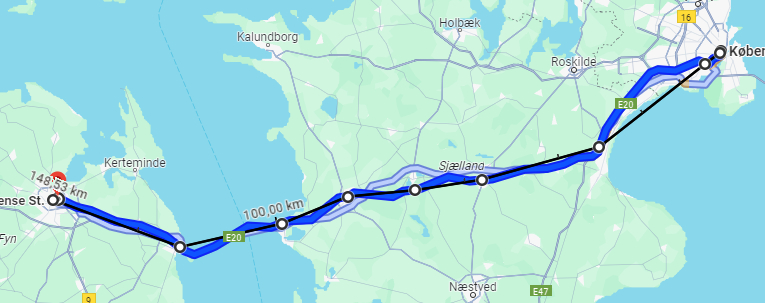 Kalundborg
Holbæk
16
Køben
Roskilde
E20
Kerteminde
Sjælland
148,53 km
ense St.
100,00 km
Fyn
E20
Næstved
9
E47